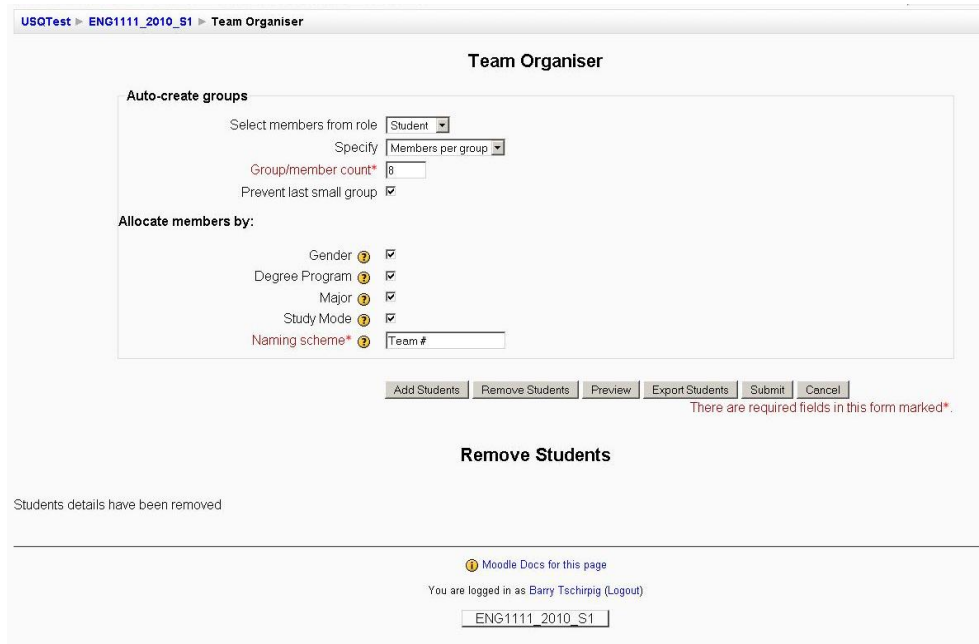 USQTest ► ENG1111_2010_S1 ► Team Organiser
Team Organiser
Auto-create groups
Select members from role Student
Specify Members per group
Group/member count* 8
Prevent last small group
Allocate members by:
Gender
Degree Program
Major
Study Mode
Naming scheme* Team #
Add Students Remove Students Preview Export Students Submit Cancel
There are required fields in this form marked*.
Remove Students
Students details have been removed
Moodle Docs for this page
You are logged in as Barry Tschirpig (Logout)
ENG1111_2010_S1